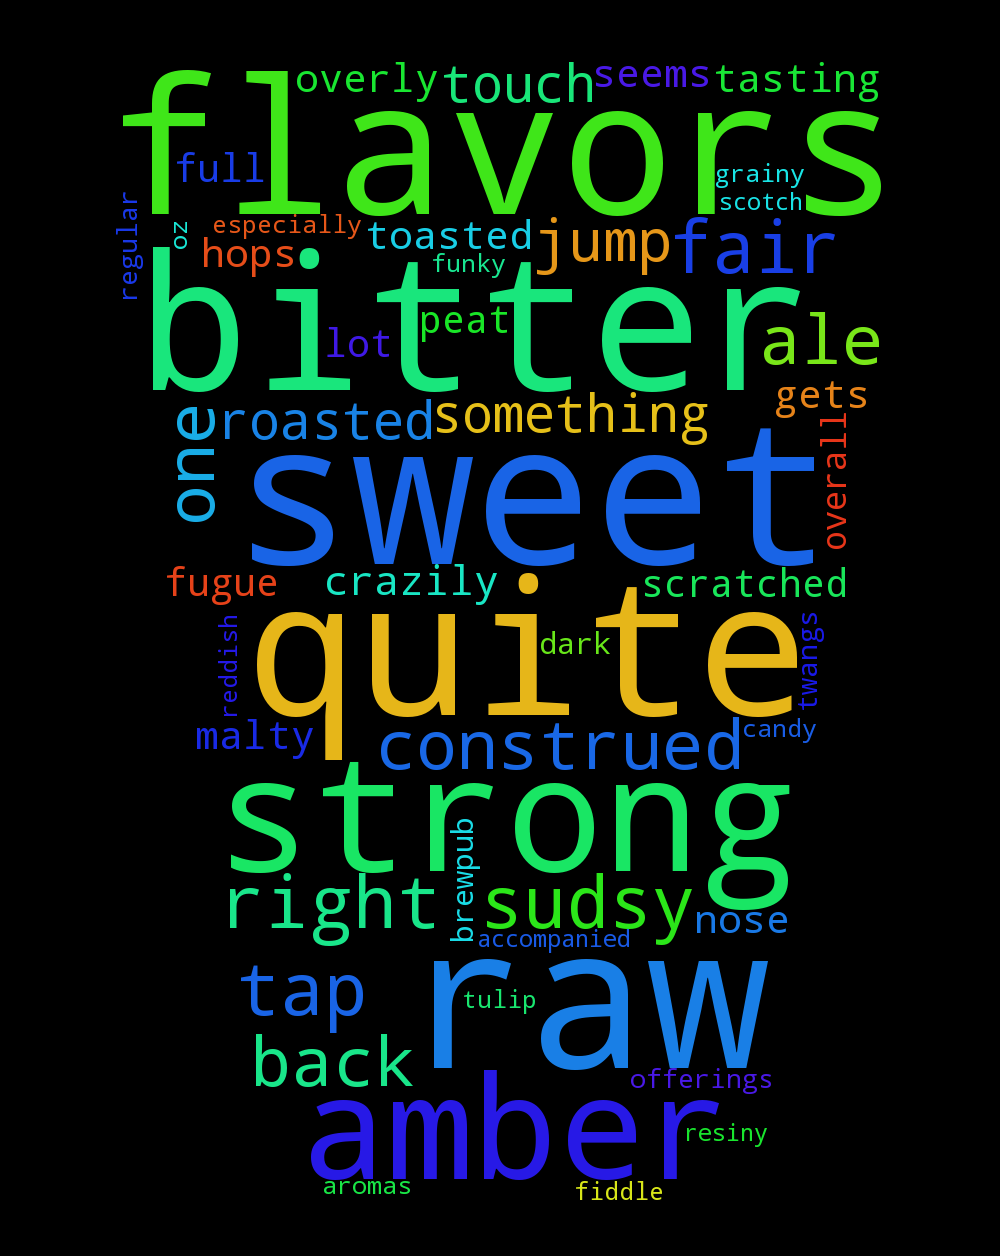 overly touch seems tasting
flavors
full
grainy
scotch
regular
oz
especially
hops
toasted
funky
jump
fair
bitter
lot
peat
ale
gets
one
roasted
something
overall
sweet
fugue
crazily
scratched
reddish
quite
dark
twangs
malty
construed
candy
strong
brewpub
right
sudsy
nose
accompanied
tap
raw
tulip
back
offerings
amber
resiny
aromas
fiddle